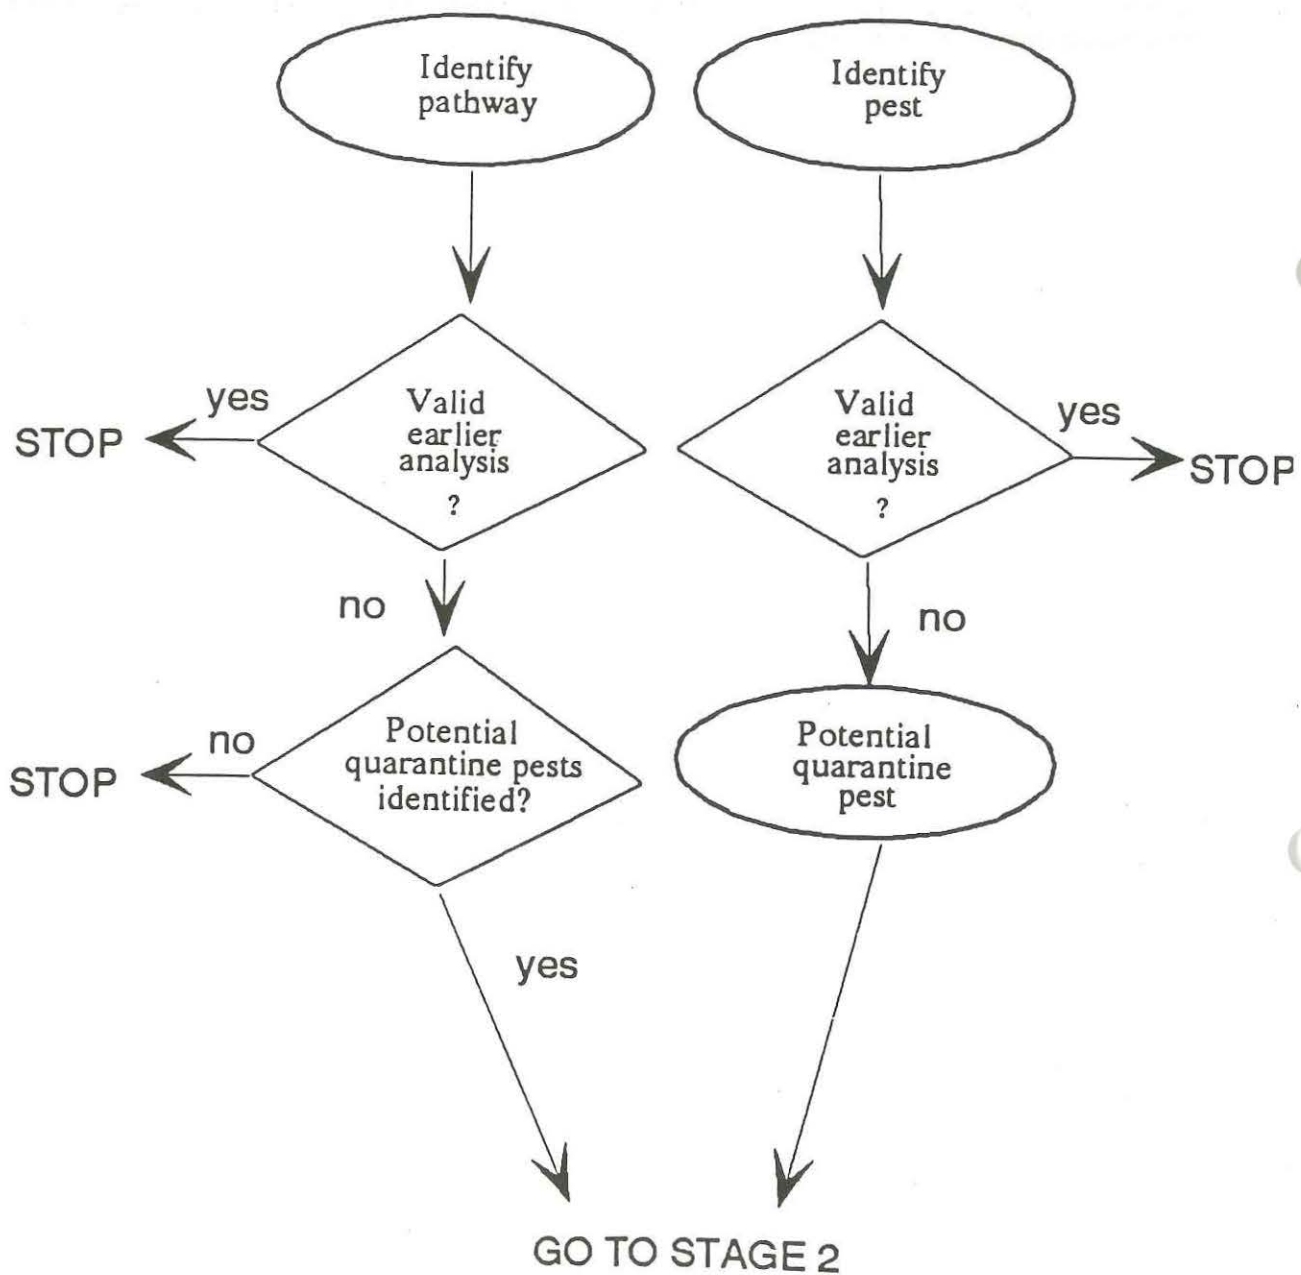 Identify
pathway
Identify
pest
yes
STOP
Valid
earlier
analysis
?
Valid
earlier
analysis
?
yes
STOP
no
no
no
STOP
Potential
quarantine pests
identified?
Potential
quarantine
pest
yes
GO TO STAGE 2